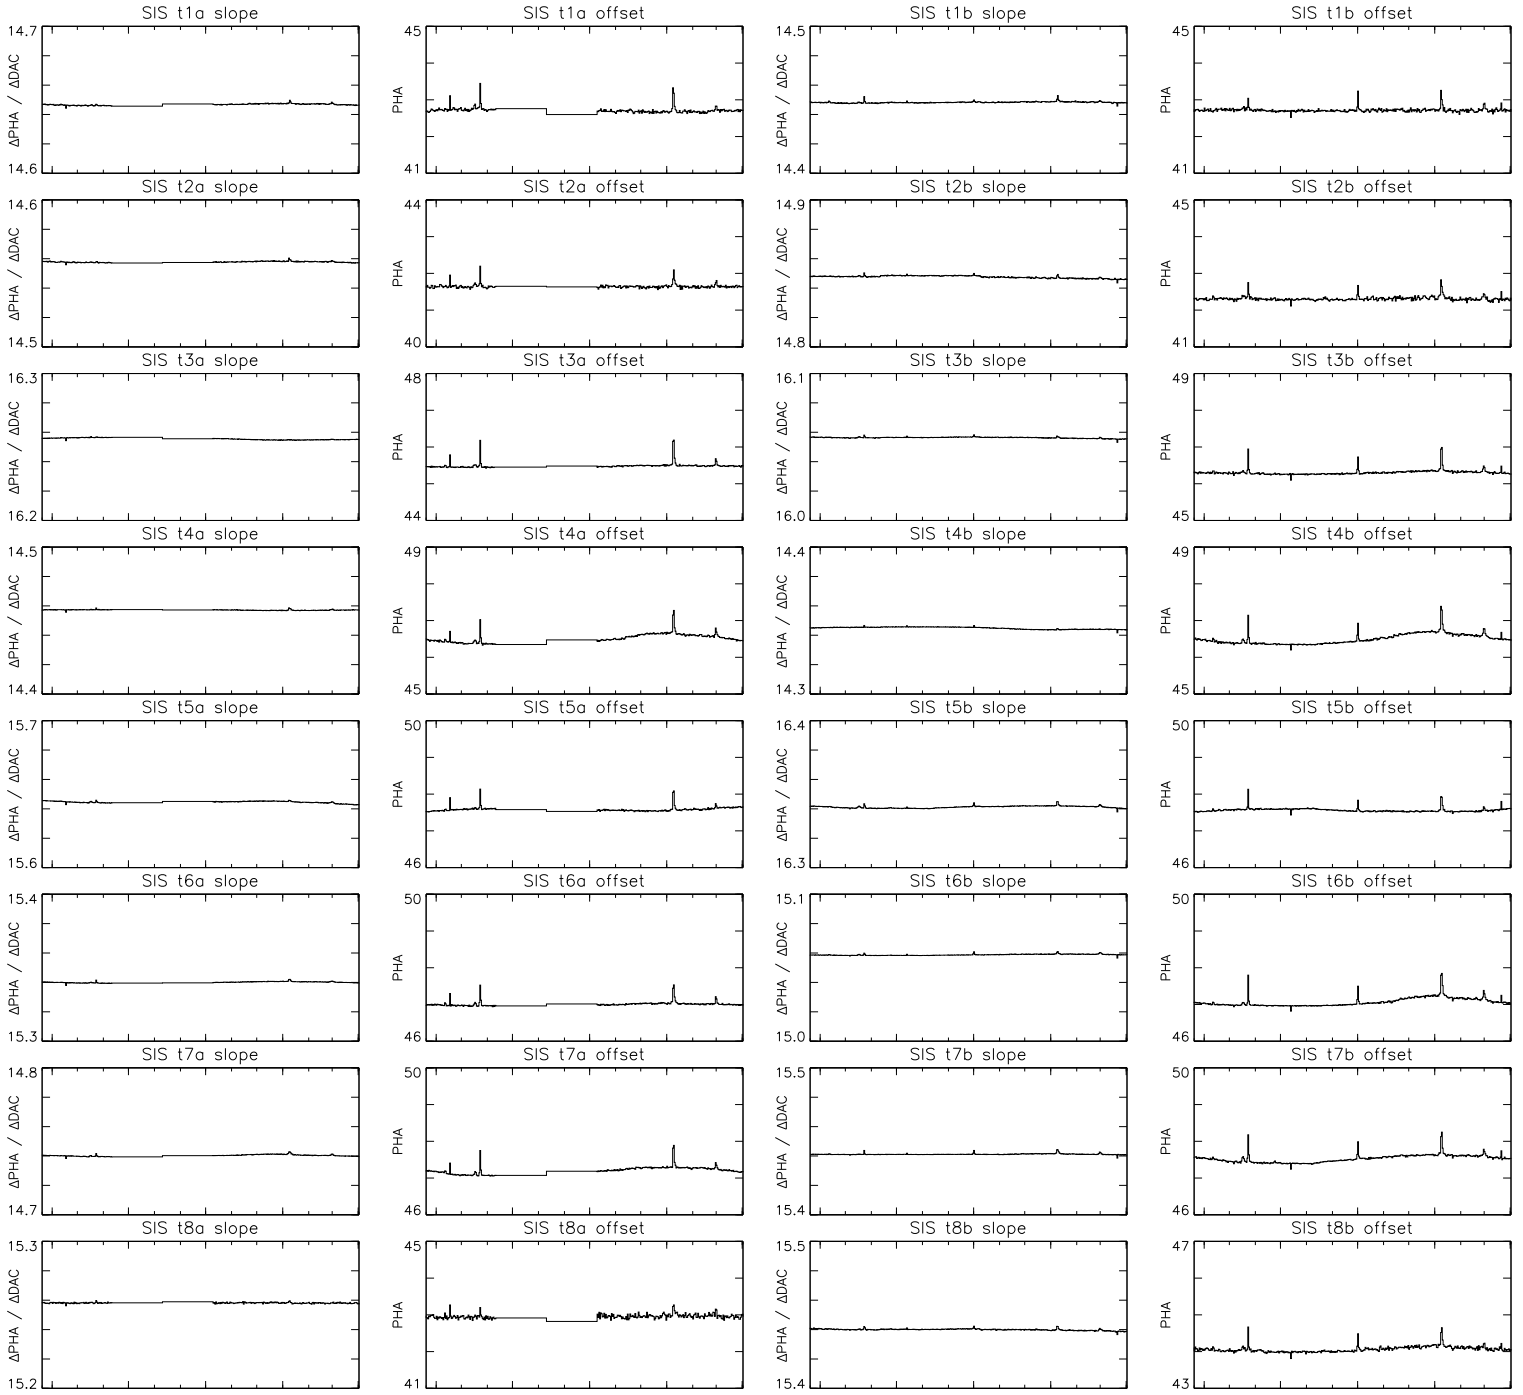 SIS t1a slope
14.7
ΔPHA / ΔDAC
14.6
SIS t1a offset
45
PHA
41
SIS t1b slope
14.5
ΔPHA / ΔDAC
14.4
SIS t1b offset
45
PHA
41
SIS t2a slope
14.6
ΔPHA / ΔDAC
14.5
SIS t2a offset
44
PHA
40
SIS t2b slope
14.9
ΔPHA / ΔDAC
14.8
SIS t2b offset
45
PHA
41
SIS t3a slope
16.3
ΔPHA / ΔDAC
16.2
SIS t3a offset
48
PHA
44
SIS t3b slope
16.1
ΔPHA / ΔDAC
16.0
SIS t3b offset
49
PHA
45
SIS t4a slope
14.5
ΔPHA / ΔDAC
14.4
SIS t4a offset
49
PHA
45
SIS t4b slope
14.4
ΔPHA / ΔDAC
14.3
SIS t4b offset
49
PHA
45
SIS t5a slope
15.7
ΔPHA / ΔDAC
15.6
SIS t5a offset
50
PHA
46
SIS t5b slope
16.4
ΔPHA / ΔDAC
16.3
SIS t5b offset
50
PHA
46
SIS t6a slope
15.4
ΔPHA / ΔDAC
15.3
SIS t6a offset
50
PHA
46
SIS t6b slope
15.1
ΔPHA / ΔDAC
15.0
SIS t6b offset
50
PHA
46
SIS t7a slope
14.8
ΔPHA / ΔDAC
14.7
SIS t7a offset
50
PHA
46
SIS t7b slope
15.5
ΔPHA / ΔDAC
15.4
SIS t7b offset
50
PHA
46
SIS t8a slope
15.3
ΔPHA / ΔDAC
15.2
SIS t8a offset
45
PHA
41
SIS t8b slope
15.5
ΔPHA / ΔDAC
15.4
SIS t8b offset
47
PHA
43